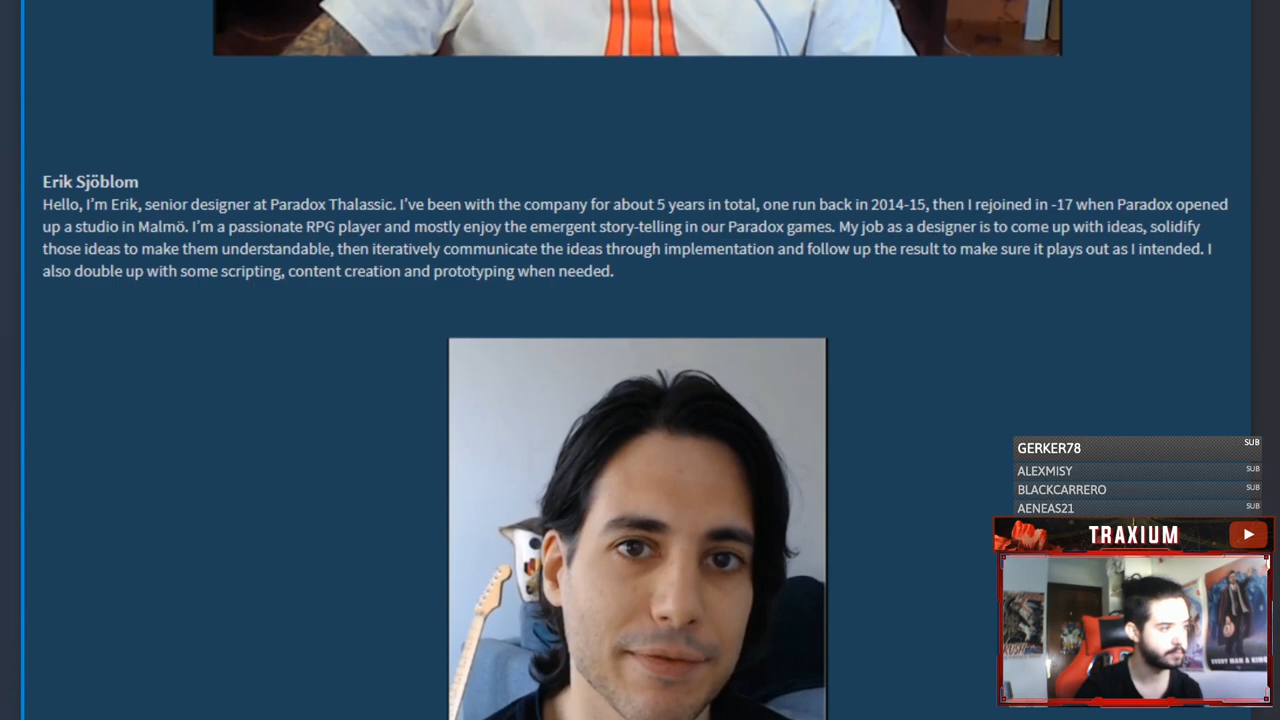 Erik Sjöblom
Hello, I'm Erik, senior designer at Paradox Thalassic. I've been with the company for about 5 years in total, one run back in 2014-15, then I rejoined in -17 when Paradox opened
up a studio in Malmö. I'm a passionate RPG player and mostly enjoy the emergent story-telling in our Paradox games. My job as a designer is to come up with ideas, solidify
those ideas to make them understandable, then iteratively communicate the ideas through implementation and follow up the result to make sure it plays out as I intended. I
also double up with some scripting, content creation and prototyping when needed.
GERKER78 SUB
ALEXMISY SUB
BLACKCARRERO SUB
AENEAS21 SUB
TRAXIUM
EVERY MAN A KING